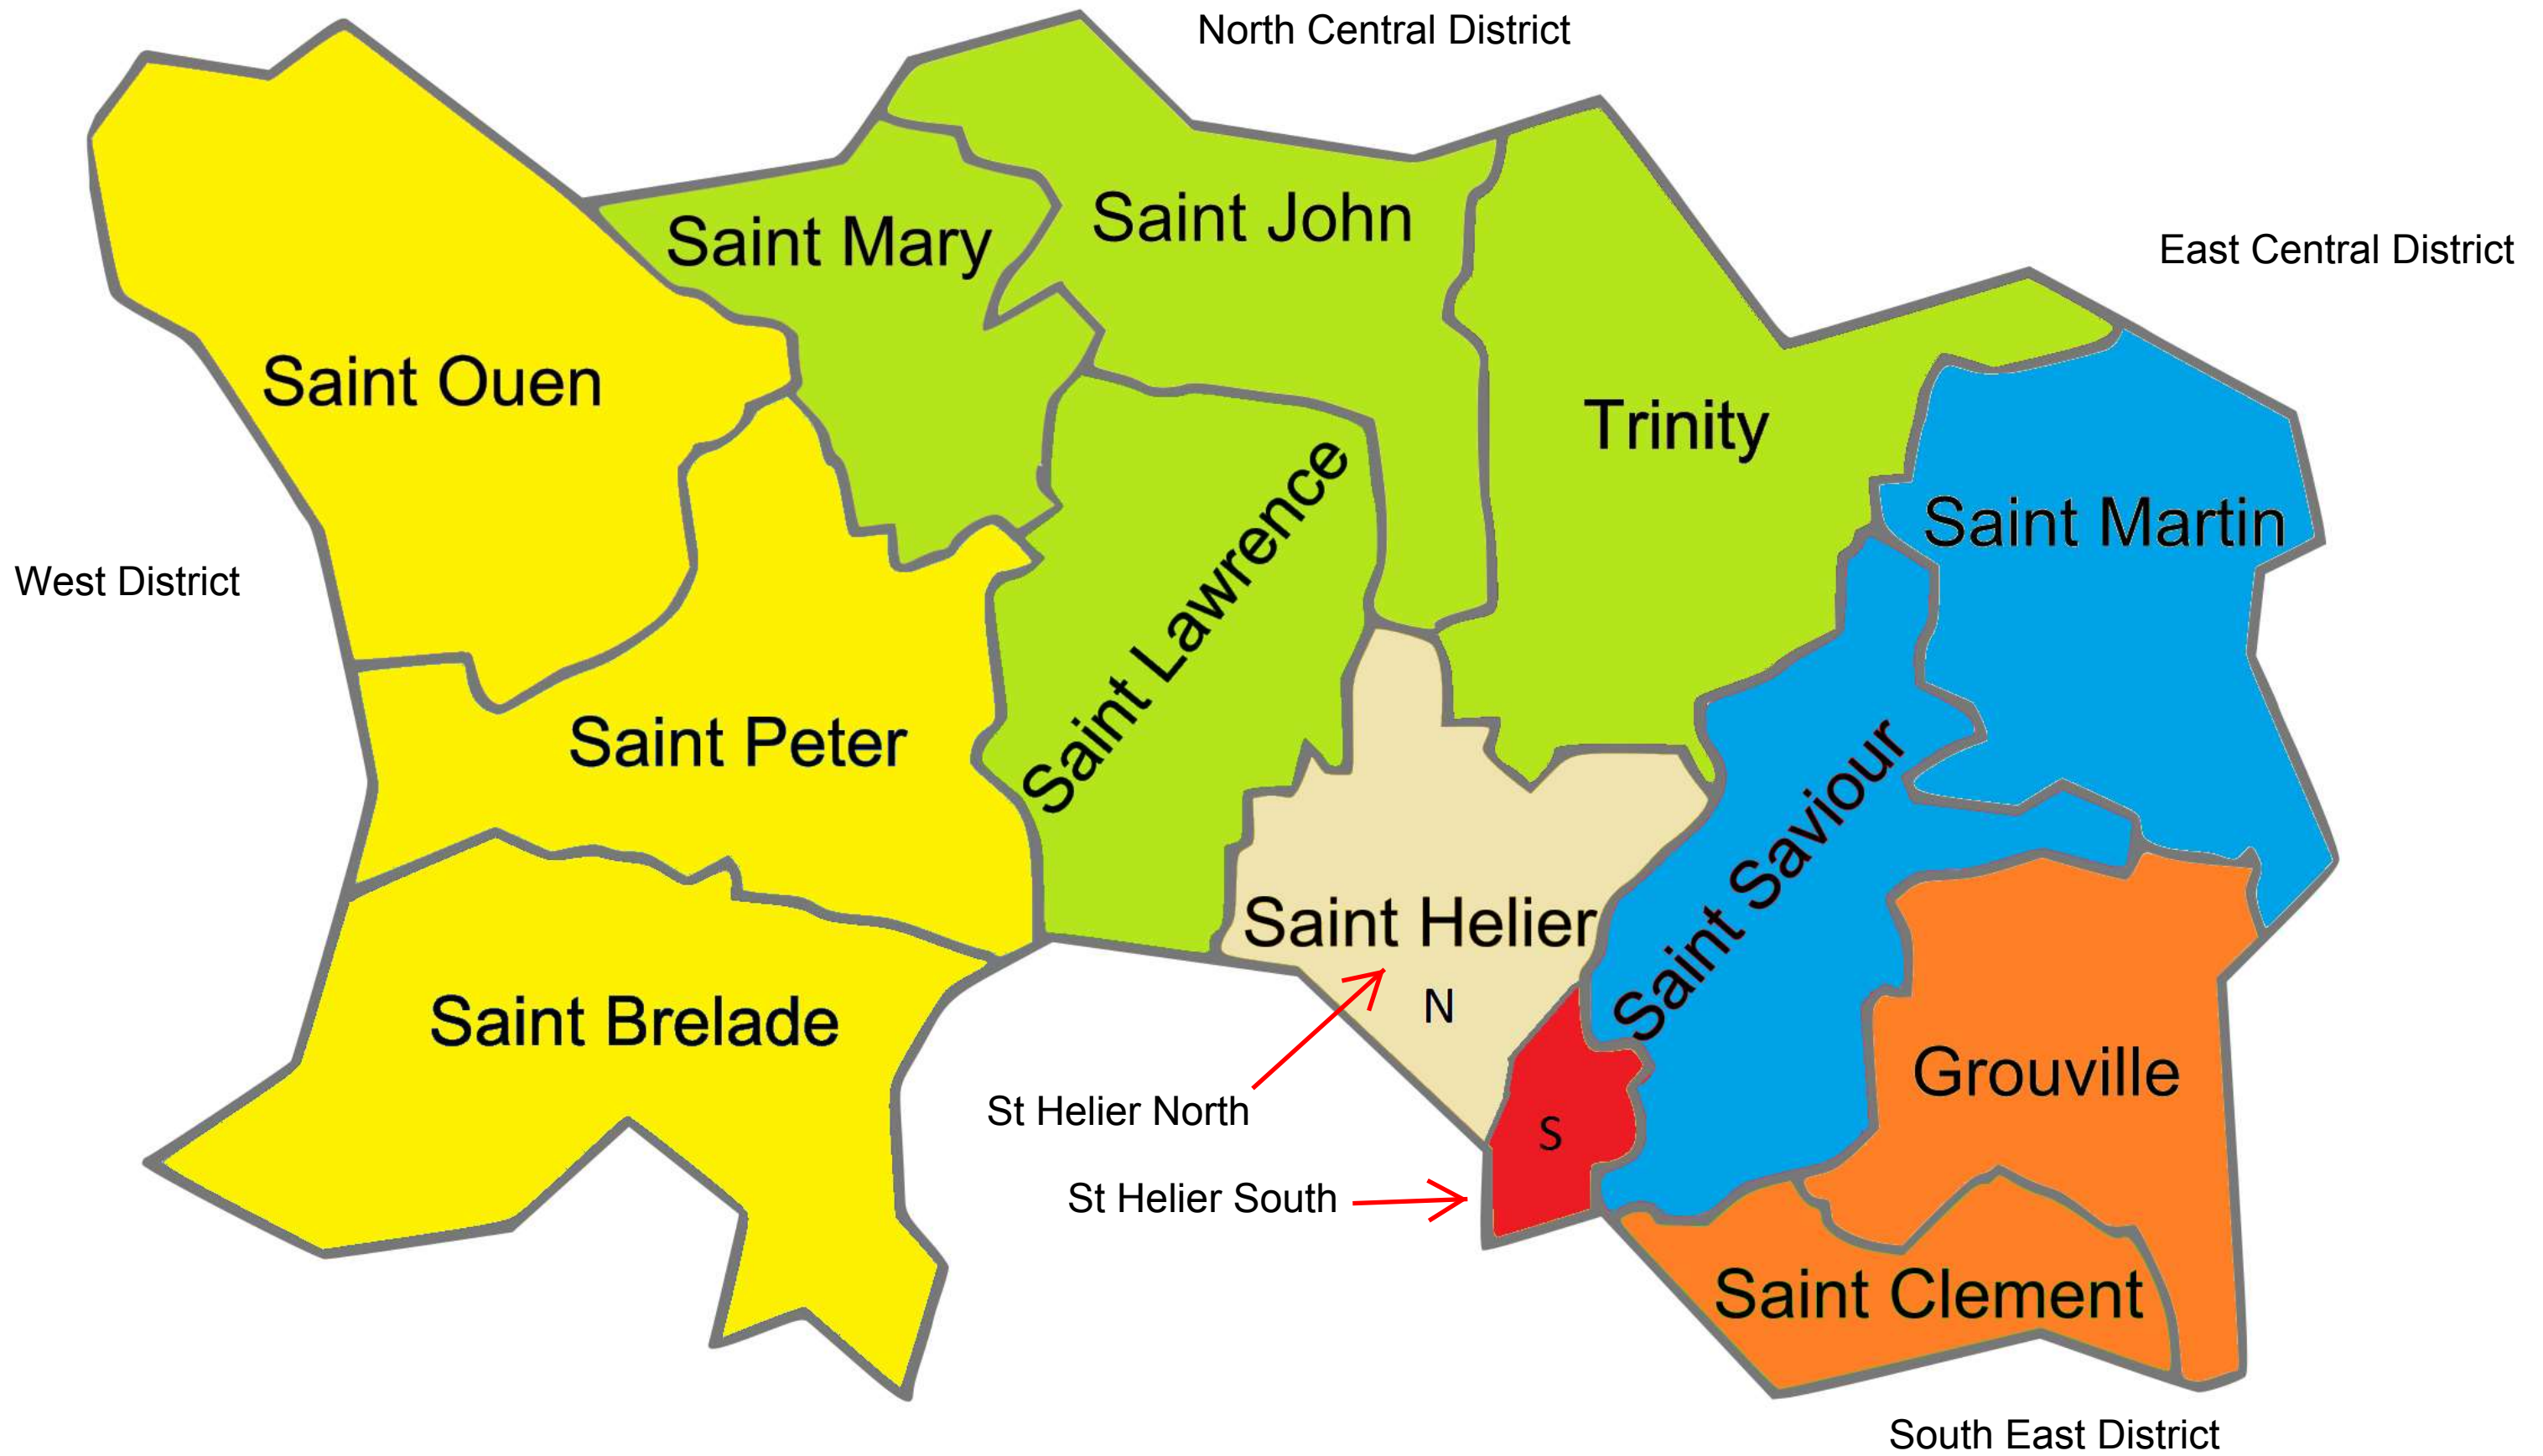 North Central District
Saint John
Saint Mary
East Central District
Saint Ouen
Trinity
Saint Martin
West District
Saint Lawrence
Saint Peter
Saint Saviour
Saint Helier
N
Saint Brelade
Grouville
St Helier North
S
St Helier South
Saint Clement
South East District